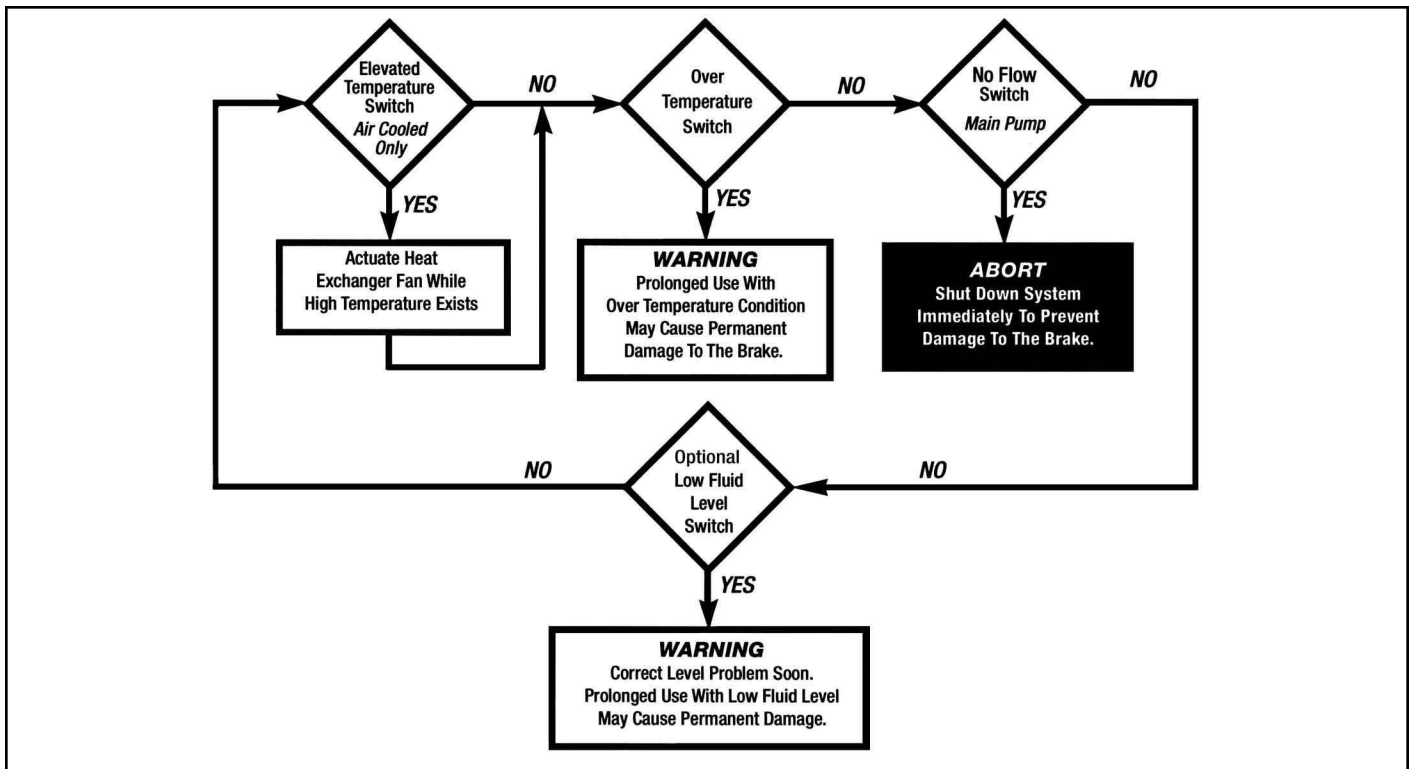 Elevated
Temperature
Switch
Air Cooled
Only
NO
YES
Actuate Heat
Exchanger Fan While
High Temperature Exists
Over
Temperature
Switch
NO
YES
WARNING
Prolonged Use With
Over Temperature Condition
May Cause Permanent
Damage To The Brake.
No Flow
Switch
Main Pump
NO
YES
ABORT
Shut Down System
Immediately To Prevent
Damage To The Brake.
NO
Optional
Low Fluid
Level
Switch
NO
YES
WARNING
Correct Level Problem Soon.
Prolonged Use With Low Fluid Level
May Cause Permanent Damage.